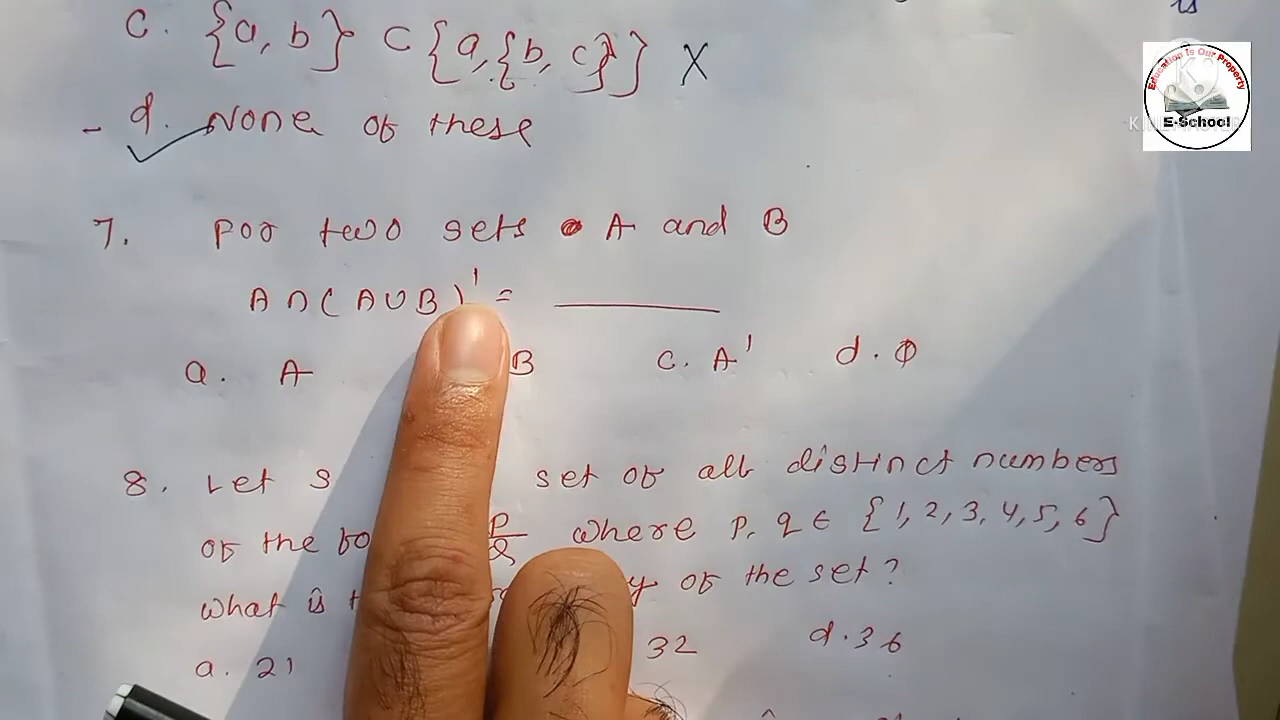 C. {a, b} ⊂ {a, {b, c}} X
d. None of these
7. For two sets A and B
A∩(A∪B)' =
a. A B C. A' d. ϕ
8. Let S set of all distinct numbers
of the P/q where P, q ∈ {1, 2, 3, 4, 5, 6}
what is of the set?
a. 21 32 d. 36
Education Is Our Property
E-School